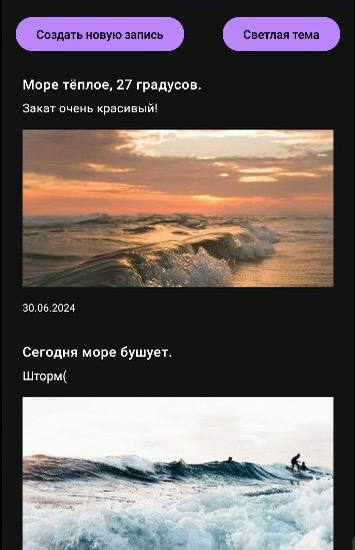 Создать новую запись
Светлая тема
Море тёплое, 27 градусов.
Закат очень красивый!
30.06.2024
Сегодня море бушует.
Шторм(